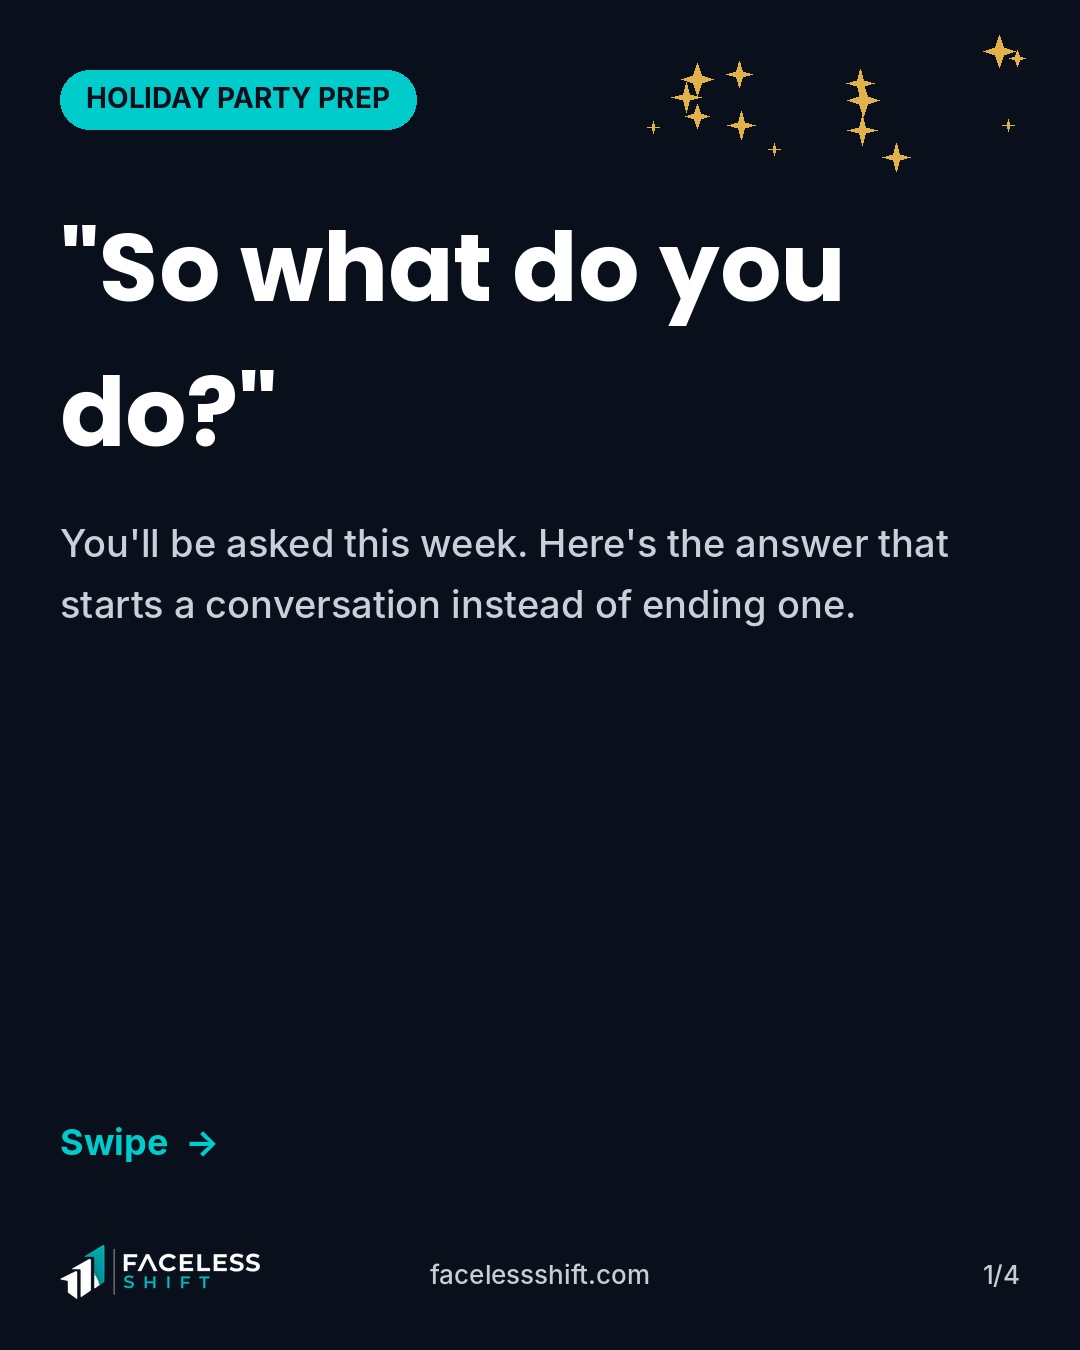 HOLIDAY PARTY PREP
"So what do you
do?"
You'll be asked this week. Here's the answer that
starts a conversation instead of ending one.
Swipe →
FACELESS
SHIFT
facelessshift.com
1/4